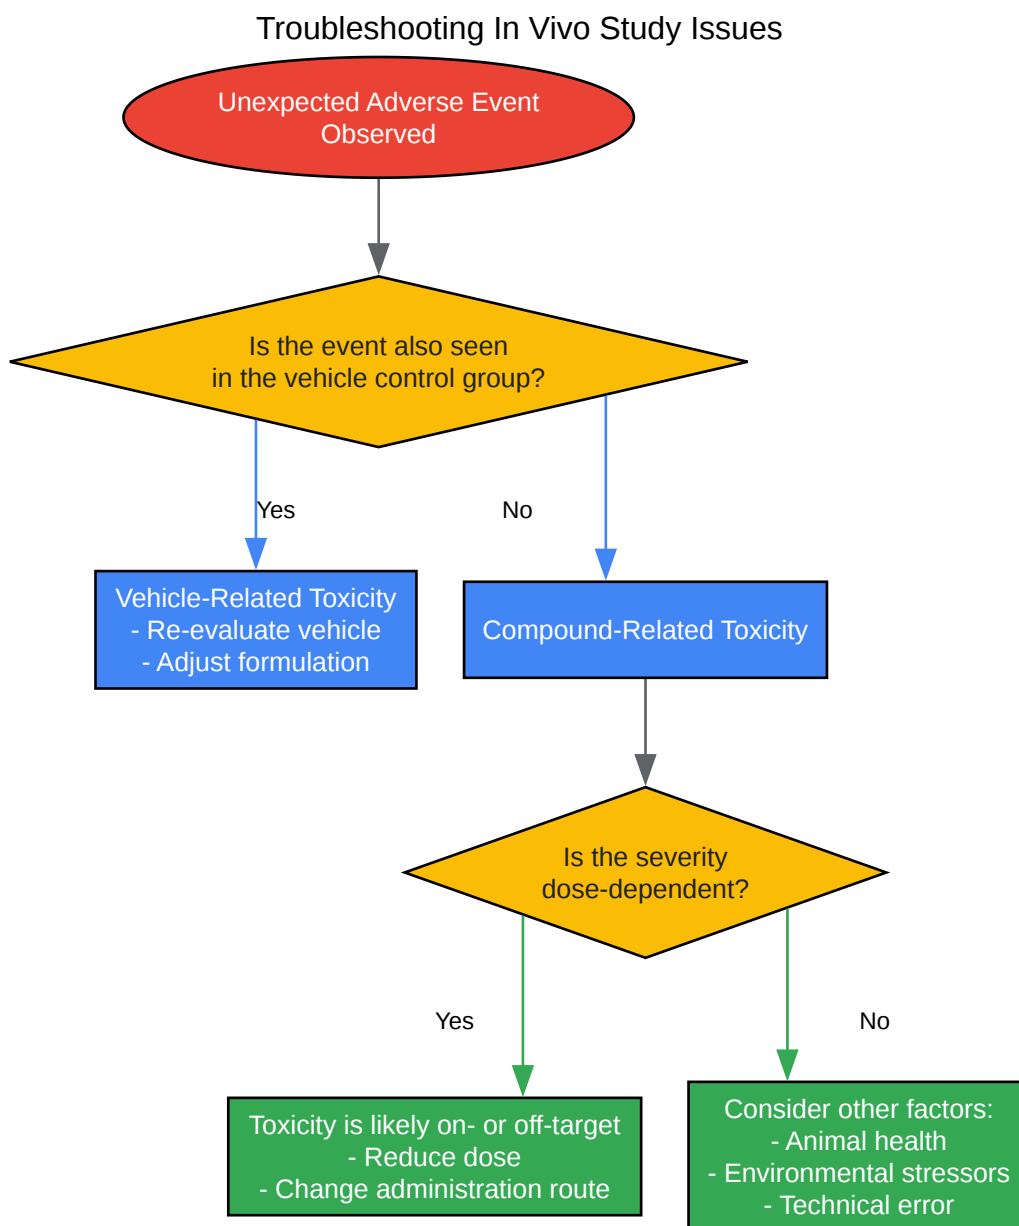 Troubleshooting In Vivo Study Issues
Unexpected Adverse Event
Observed
Is the event also seen
in the vehicle control group?
Yes
No
Vehicle-Related Toxicity
- Re-evaluate vehicle
- Adjust formulation
Compound-Related Toxicity
Is the severity
dose-dependent?
Yes
No
Toxicity is likely on- or off-target
- Reduce dose
- Change administration route
Consider other factors:
- Animal health
- Environmental stressors
- Technical error